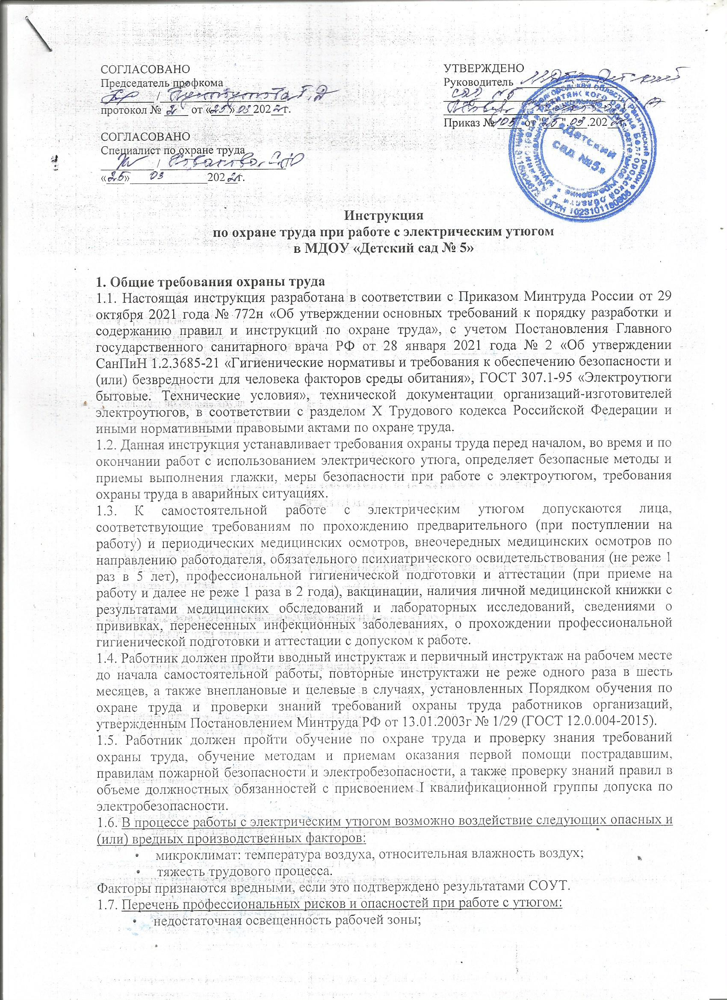 СОГЛАСОВАНО
Председатель профкома
/ Т.Д
протокол № 2 от «25» 03 2022г.
СОГЛАСОВАНО
Специалист по охране труда
/
«25» 03 2022г.
УТВЕРЖДЕНО
Руководитель МДОУ Детский
сад №5
Приказ № 105 от "25".03.2022г.
«Детский
сад №5»
ОГРН 1023101180605
Инструкция
по охране труда при работе с электрическим утюгом
в МДОУ «Детский сад № 5»
1. Общие требования охраны труда
1.1. Настоящая инструкция разработана в соответствии с Приказом Минтруда России от 29
октября 2021 года № 772н «Об утверждении основных требований к порядку разработки и
содержанию правил и инструкций по охране труда», с учетом Постановления Главного
государственного санитарного врача РФ от 28 января 2021 года № 2 «Об утверждении
СанПиН 1.2.3685-21 «Гигиенические нормативы и требования к обеспечению безопасности и
(или) безвредности для человека факторов среды обитания», ГОСТ 307.1-95 «Электроутюги
бытовые. Технические условия», технической документации организаций-изготовителей
электроутюгов, в соответствии с разделом X Трудового кодекса Российской Федерации и
иными нормативными правовыми актами по охране труда.
1.2. Данная инструкция устанавливает требования охраны труда перед началом, во время и по
окончании работ с использованием электрического утюга, определяет безопасные методы и
приемы выполнения глажки, меры безопасности при работе с электроутюгом, требования
охраны труда в аварийных ситуациях.
1.3. К самостоятельной работе с электрическим утюгом допускаются лица,
соответствующие требованиям по прохождению предварительного (при поступлении на
работу) и периодических медицинских осмотров, внеочередных медицинских осмотров по
направлению работодателя, обязательного психиатрического освидетельствования (не реже 1
раз в 5 лет), профессиональной гигиенической подготовки и аттестации (при приеме на
работу и далее не реже 1 раза в 2 года), вакцинации, наличия личной медицинской книжки с
результатами медицинских обследований и лабораторных исследований, сведениями о
прививках, перенесенных инфекционных заболеваниях, о прохождении профессиональной
гигиенической подготовки и аттестации с допуском к работе.
1.4. Работник должен пройти вводный инструктаж и первичный инструктаж на рабочем месте
до начала самостоятельной работы, повторные инструктажи не реже одного раза в шесть
месяцев, а также внеплановые и целевые в случаях, установленных Порядком обучения по
охране труда и проверки знаний требований охраны труда работников организаций,
утвержденным Постановлением Минтруда РФ от 13.01.2003г № 1/29 (ГОСТ 12.0.004-2015).
1.5. Работник должен пройти обучение по охране труда и проверку знания требований
охраны труда, обучение методам и приемам оказания первой помощи пострадавшим,
правилам пожарной безопасности и электробезопасности, а также проверку знаний правил в
объеме должностных обязанностей с присвоением I квалификационной группы допуска по
электробезопасности.
1.6. В процессе работы с электрическим утюгом возможно воздействие следующих опасных и
(или) вредных производственных факторов:
• микроклимат: температура воздуха, относительная влажность воздух;
• тяжесть трудового процесса.
Факторы признаются вредными, если это подтверждено результатами СОУТ.
1.7. Перечень профессиональных рисков и опасностей при работе с утюгом:
• недостаточная освещенность рабочей зоны;